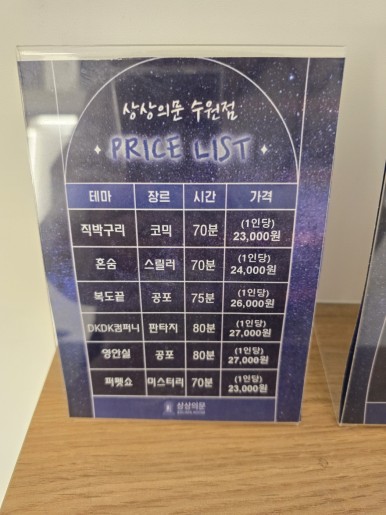 상상의문 수원점
PRICE LIST
테마 장르 시간 가격
직박구리 코믹 70분 (1인당) 23,000원
혼숨 스릴러 70분 (1인당) 24,000원
복도끝 공포 75분 (1인당) 26,000원
DKDK컴퍼니 판타지 80분 (1인당) 27,000원
영안실 공포 80분 (1인당) 27,000원
퍼펫쇼 미스터리 70분 (1인당) 23,000원
상상의문